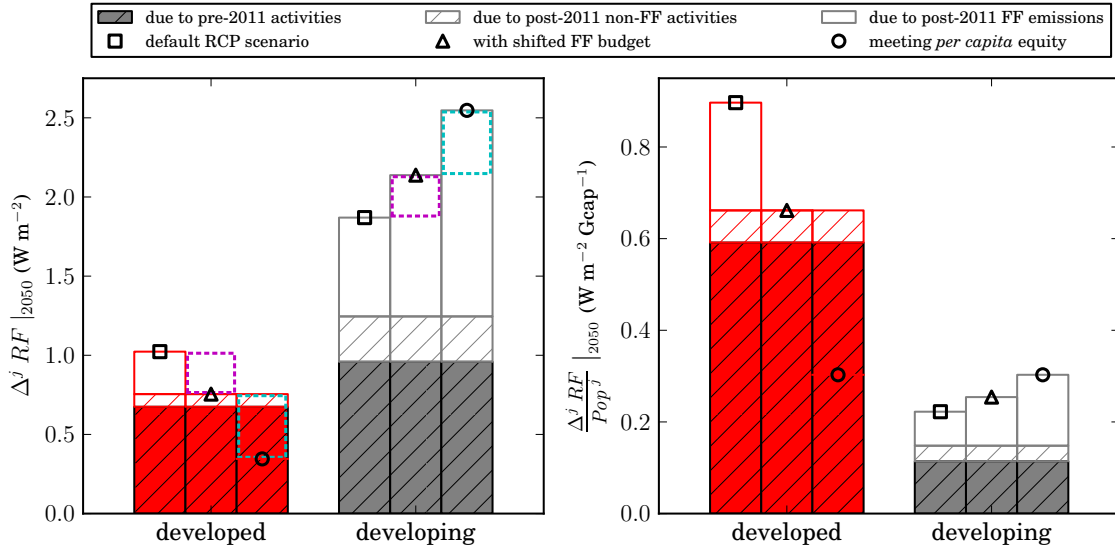 due to pre-2011 activities
due to post-2011 non-FF activities
due to post-2011 FF emissions
default RCP scenario
with shifted FF budget
meeting per capita equity
Δ^j RF |_2050 (W m^−2)
2.5
2.0
1.5
1.0
0.5
0.0
developed
developing
Δ^j RF / Pop^j |_2050 (W m^−2 Gcap^−1)
0.8
0.6
0.4
0.2
0.0
developed
developing